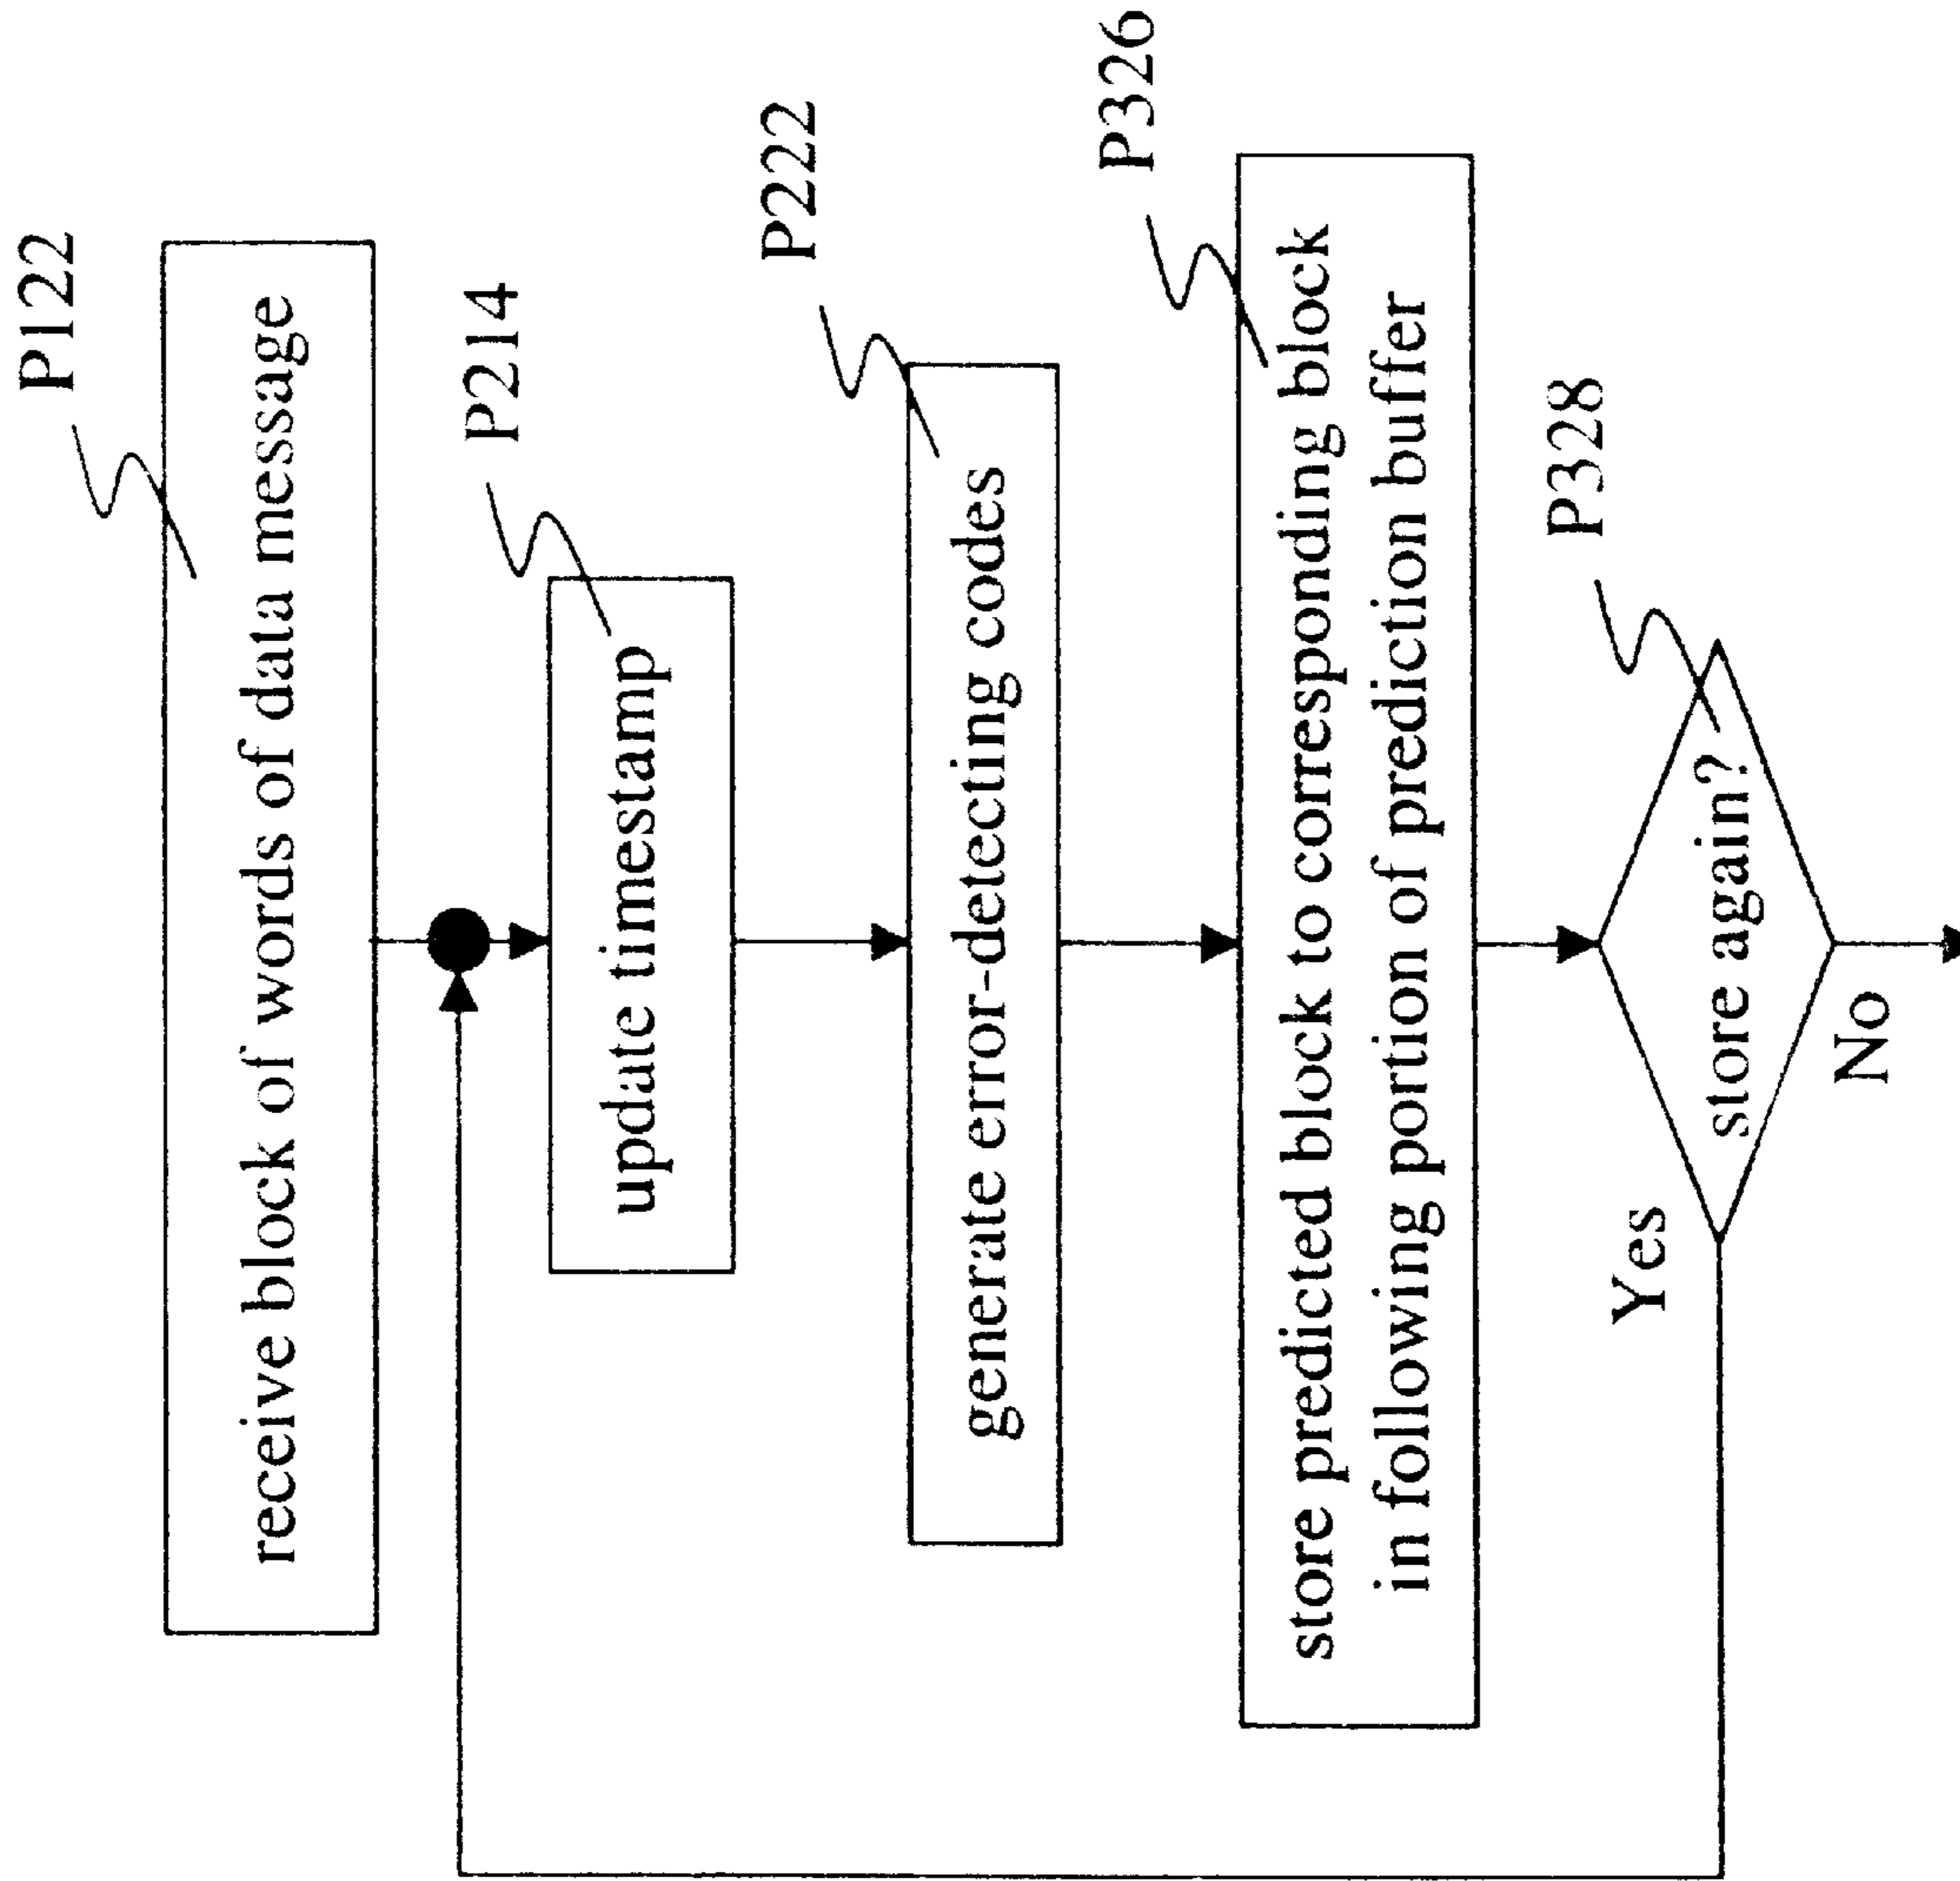 P122
receive block of words of data message
P214
update timestamp
P222
generate error-detecting codes
P326
store predicted block to corresponding block
in following portion of prediction buffer
P328
store again?
Yes
No